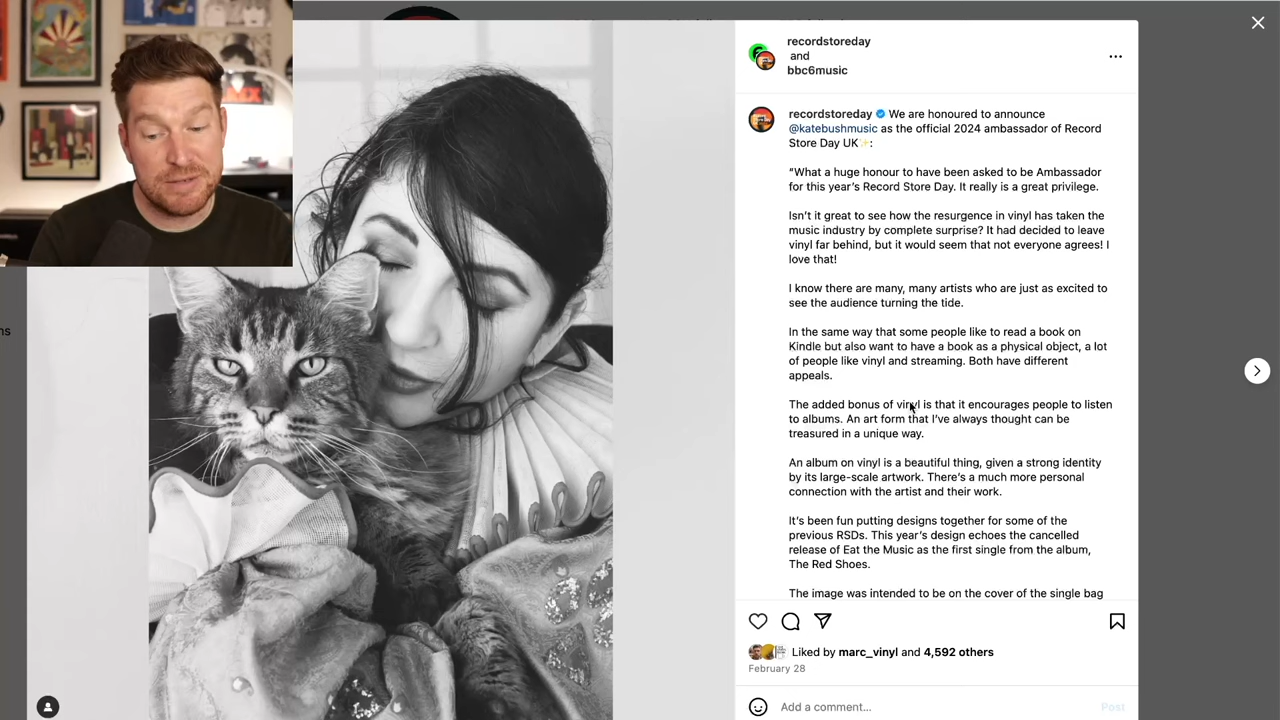 recordstoreday
and
bbc6music
recordstoreday We are honoured to announce
@katebushmusic as the official 2024 ambassador of Record
Store Day UK✨:
“What a huge honour to have been asked to be Ambassador
for this year’s Record Store Day. It really is a great privilege.
Isn’t it great to see how the resurgence in vinyl has taken the
music industry by complete surprise? It had decided to leave
vinyl far behind, but it would seem that not everyone agrees! I
love that!
I know there are many, many artists who are just as excited to
see the audience turning the tide.
In the same way that some people like to read a book on
Kindle but also want to have a book as a physical object, a lot
of people like vinyl and streaming. Both have different
appeals.
The added bonus of vinyl is that it encourages people to listen
to albums. An art form that I’ve always thought can be
treasured in a unique way.
An album on vinyl is a beautiful thing, given a strong identity
by its large-scale artwork. There’s a much more personal
connection with the artist and their work.
It’s been fun putting designs together for some of the
previous RSDs. This year’s design echoes the cancelled
release of Eat the Music as the first single from the album,
The Red Shoes.
The image was intended to be on the cover of the single bag
Liked by marc_vinyl and 4,592 others
February 28
Add a comment…
Post
ns